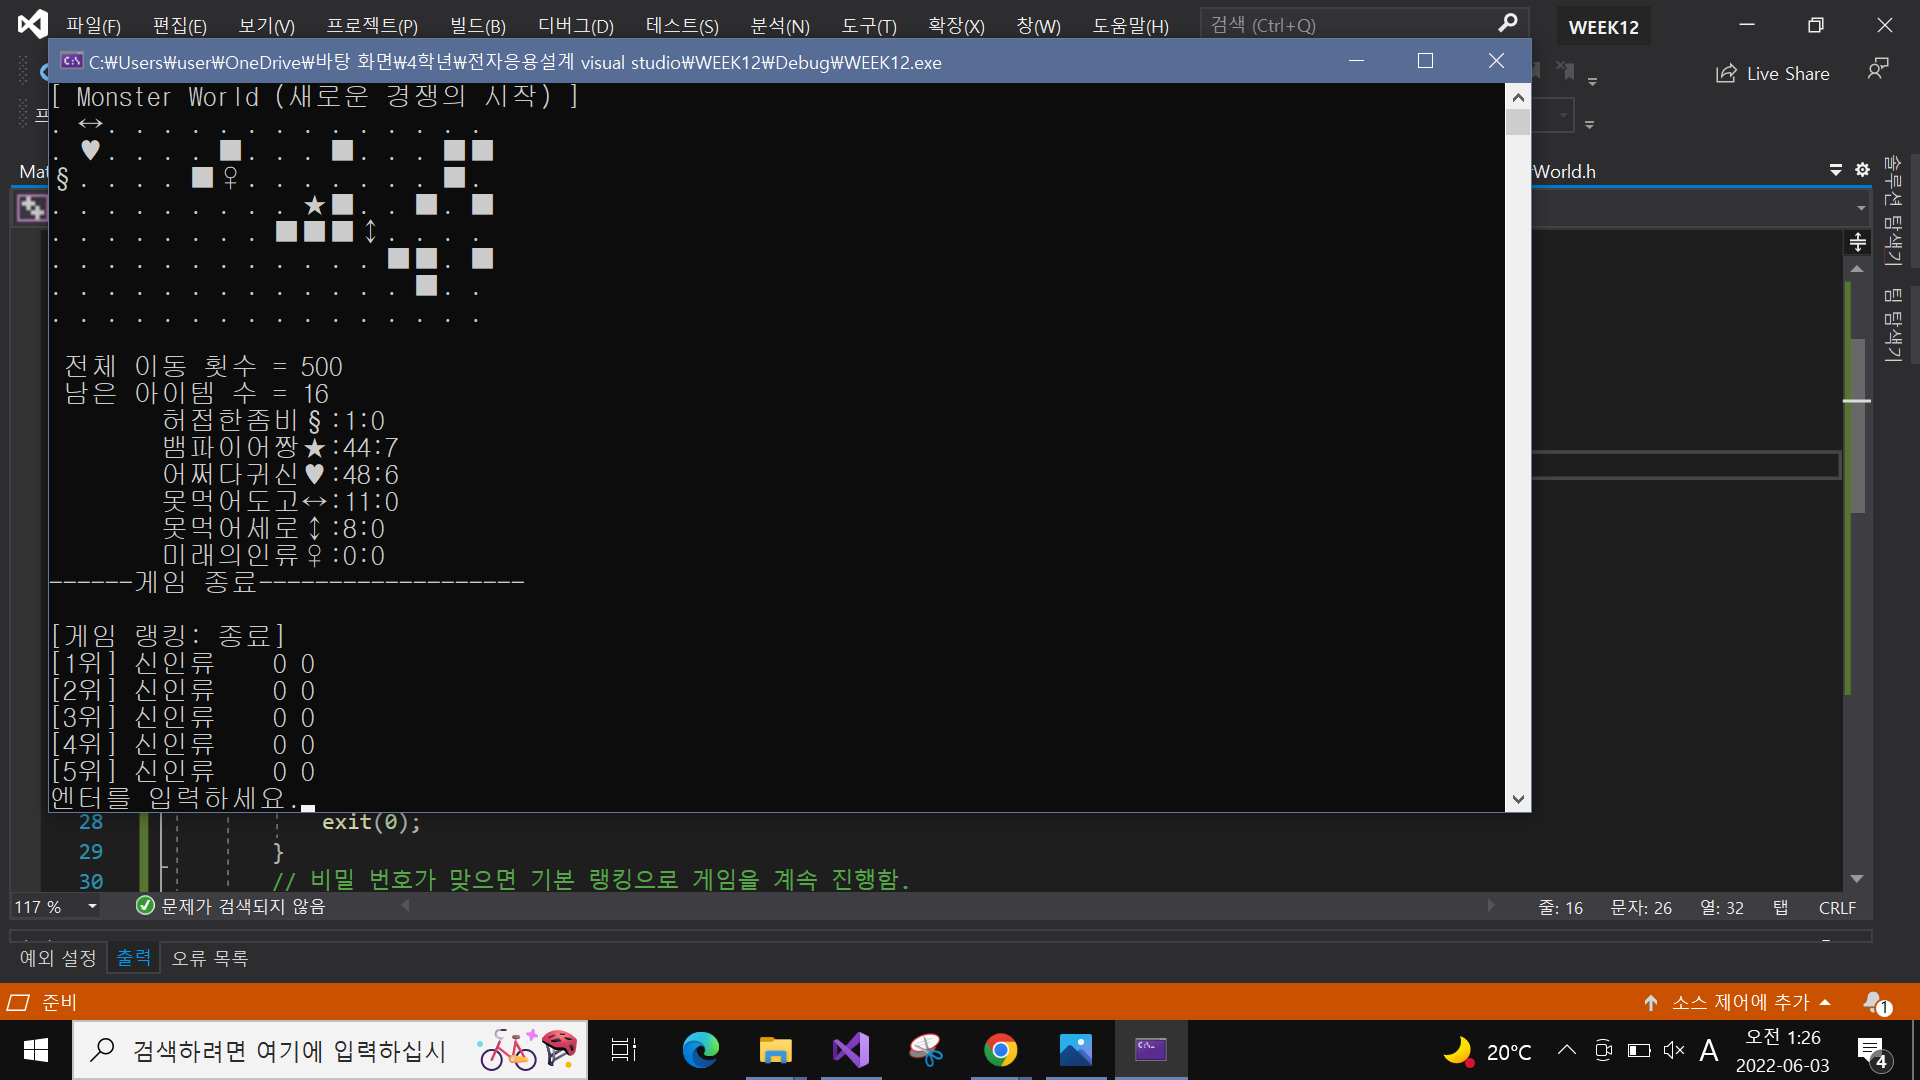 파일(F) 편집(E) 보기(V) 프로젝트(P) 빌드(B) 디버그(D) 테스트(S) 분석(N) 도구(T) 확장(X) 창(W) 도움말(H) 검색 (Ctrl+Q) WEEK12
C:₩Users₩user₩OneDrive₩바탕 화면₩4학년₩전자응용설계 visual studio₩WEEK12₩Debug₩WEEK12.exe
Live Share
[ Monster World (새로운 경쟁의 시작) ]
. ↔. . . . . . . . . . . . . .
. ♥. . . . ■. . . ■. . . ■■
§. . . . ■♀. . . . . . . ■.
. . . . . . . . . ★■. . ■. ■
. . . . . . . . ■■■↕. . . .
. . . . . . . . . . . . ■■. ■
. . . . . . . . . . . . . ■. .
. . . . . . . . . . . . . . . .
World.h
솔루션 탐색기
팀 탐색기
전체 이동 횟수 = 500
남은 아이템 수 = 16
허접한좀비§:1:0
뱀파이어짱★:44:7
어쩌다귀신♥:48:6
못먹어도고↔:11:0
못먹어세로↕:8:0
미래의인류♀:0:0
------게임 종료-------------------
[게임 랭킹: 종료]
[1위] 신인류 0 0
[2위] 신인류 0 0
[3위] 신인류 0 0
[4위] 신인류 0 0
[5위] 신인류 0 0
엔터를 입력하세요.
28 exit(0);
29 }
30 // 비밀 번호가 맞으면 기본 랭킹으로 게임을 계속 진행함.
117 % 문제가 검색되지 않음 줄: 16 문자: 26 열: 32 탭 CRLF
예외 설정 출력 오류 목록
준비 소스 제어에 추가 1
검색하려면 여기에 입력하십시 20℃ A 오전 1:26
2022-06-03 4